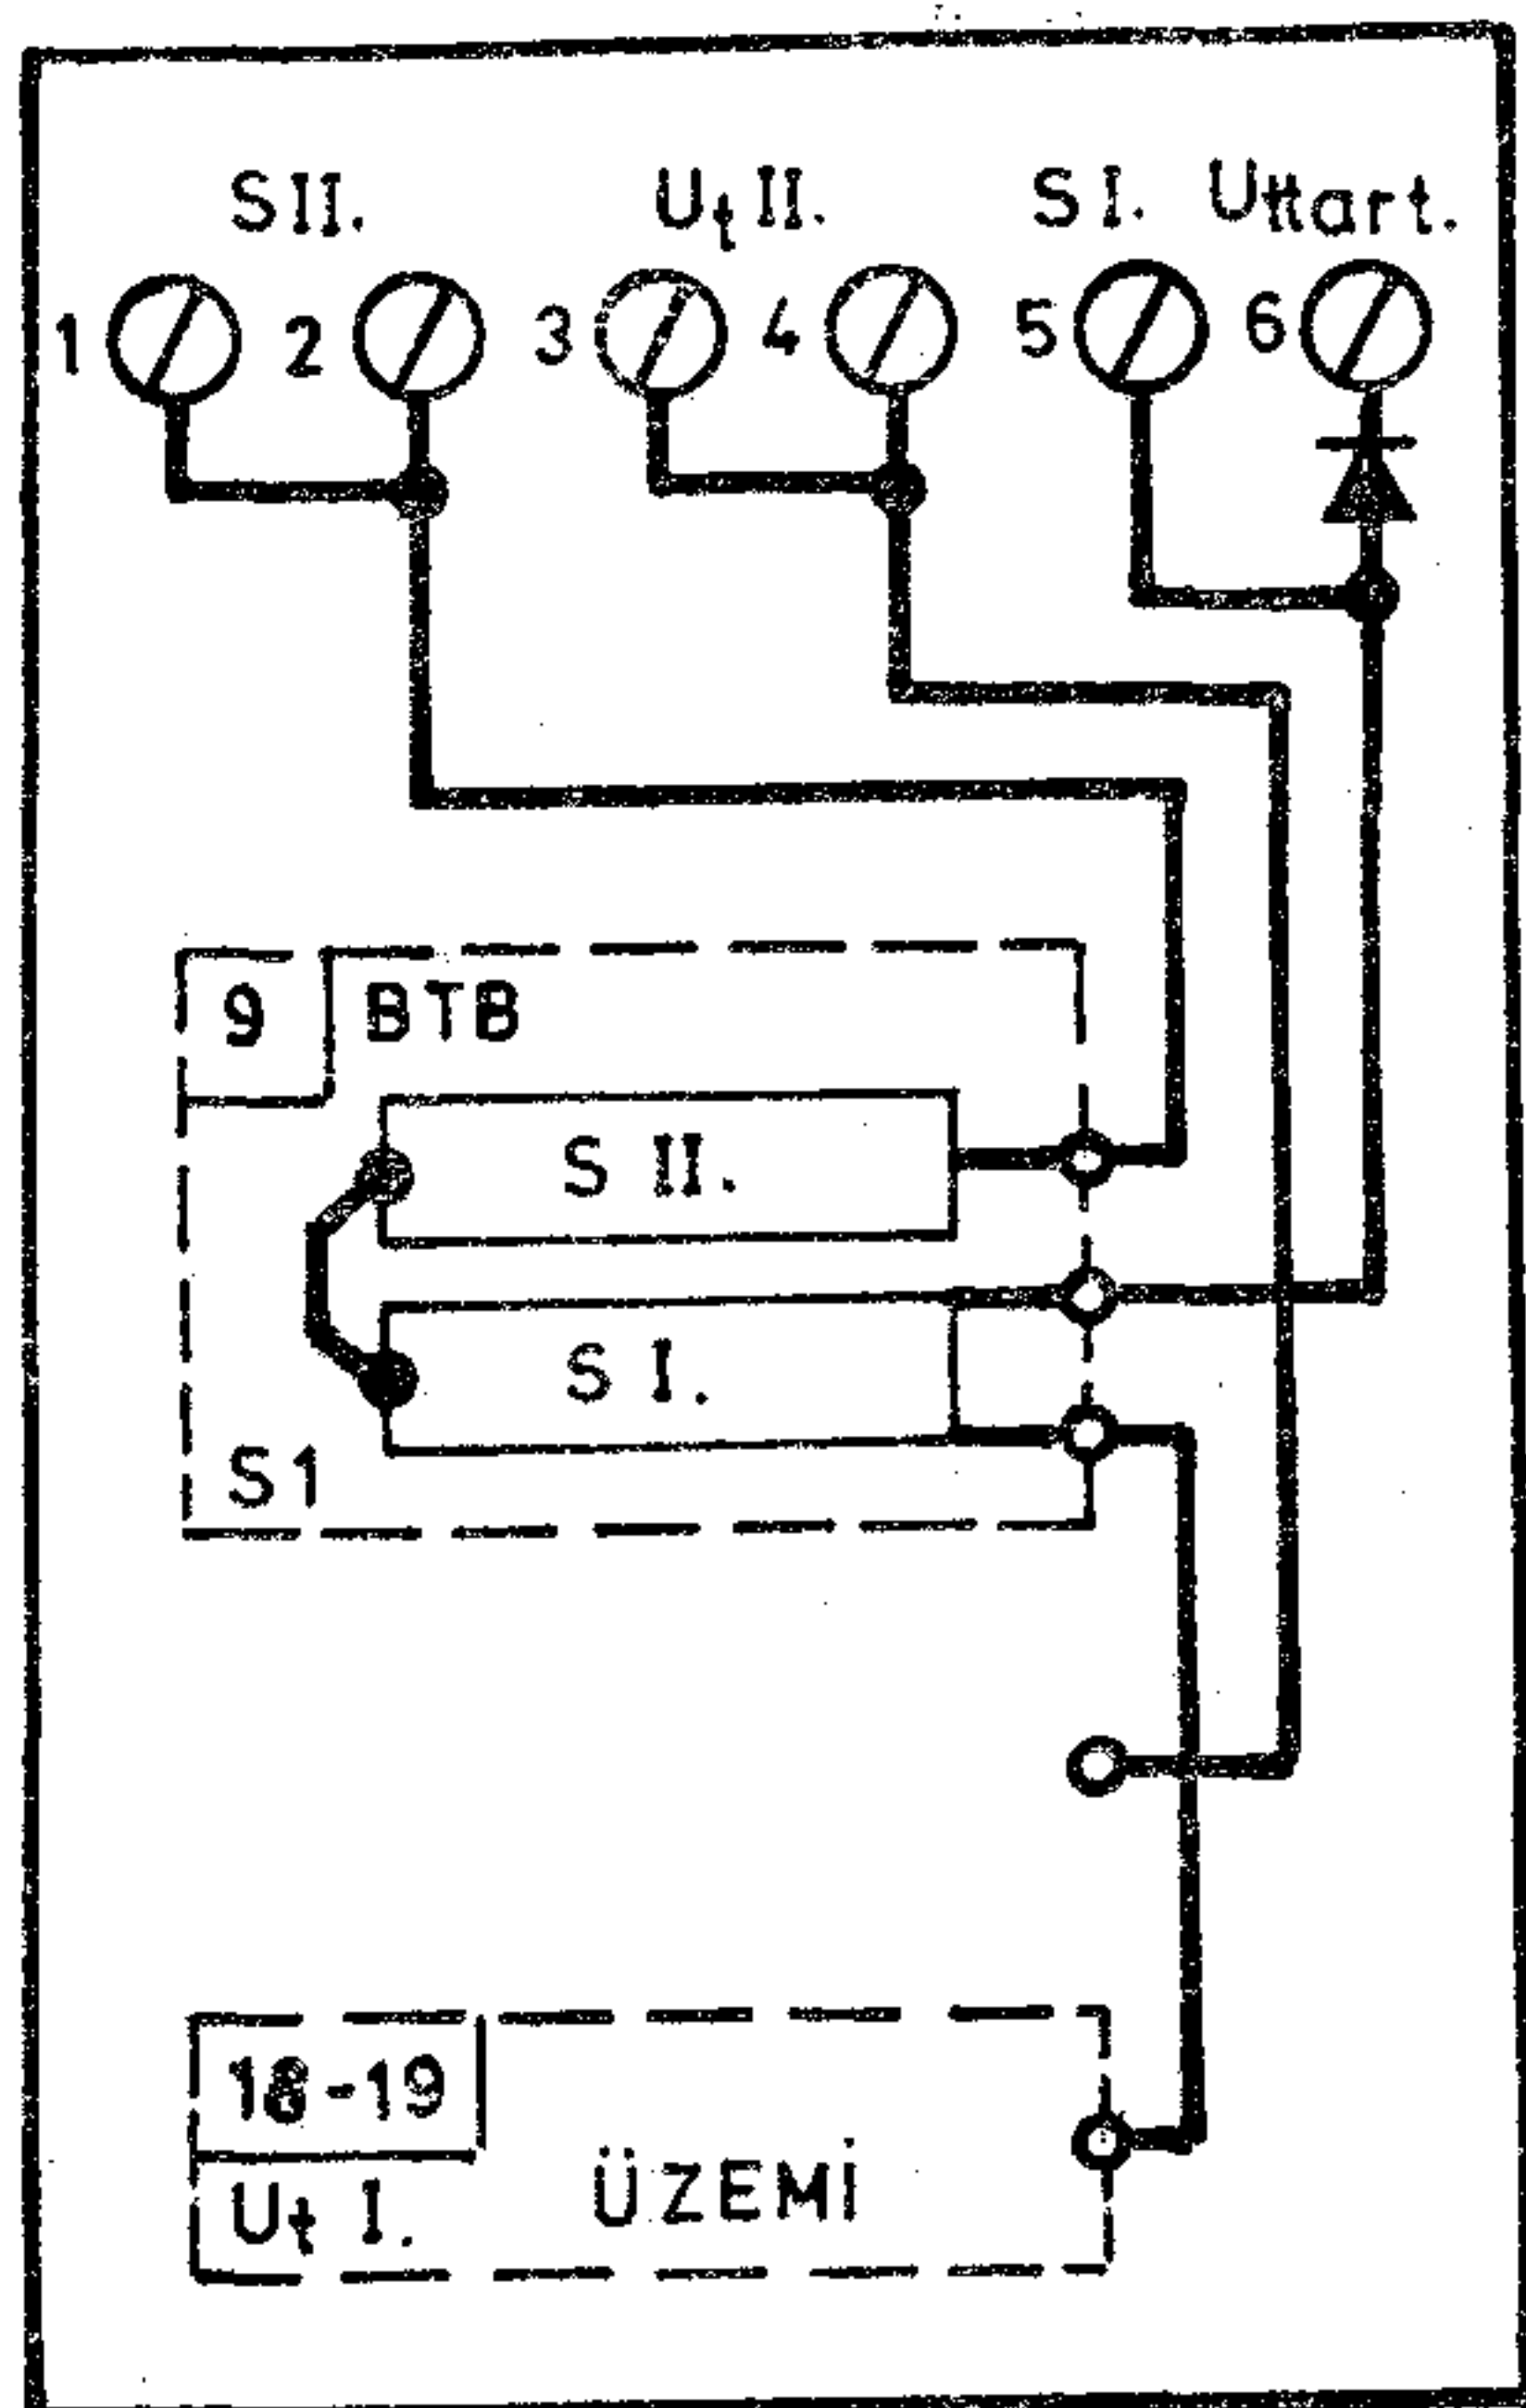 SII. UtII. SI. Uttart.
1 2 3 4 5 6
9 BTB
S II.
S I.
S1
18-19
Ut I. ÜZEMİ